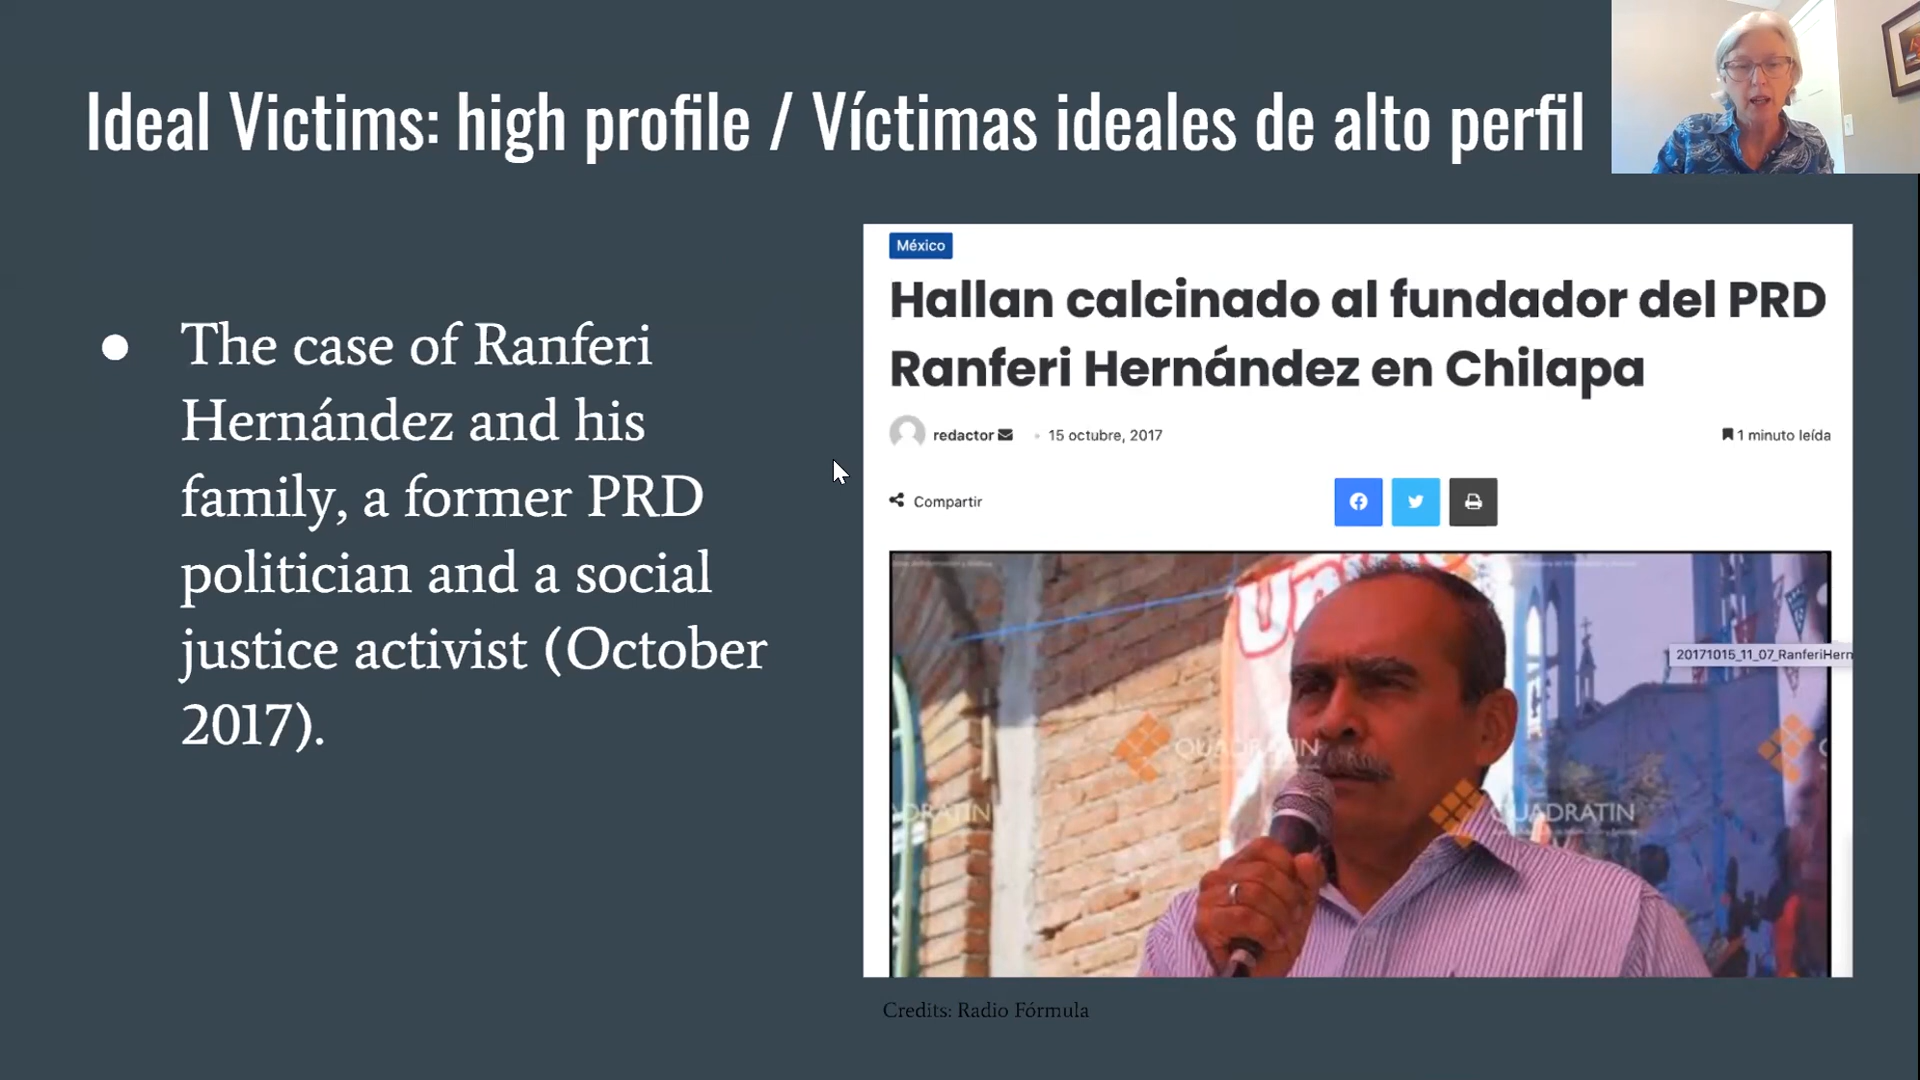 Ideal Victims: high profile / Víctimas ideales de alto perfil
● The case of Ranferi
Hernández and his
family, a former PRD
politician and a social
justice activist (October
2017).
México
Hallan calcinado al fundador del PRD
Ranferi Hernández en Chilapa
redactor 15 octubre, 2017
1 minuto leída
Compartir
20171015_11_07_RanferiHern
QUADRATIN
QUADRATIN
DRATIN
Credits: Radio Fórmula